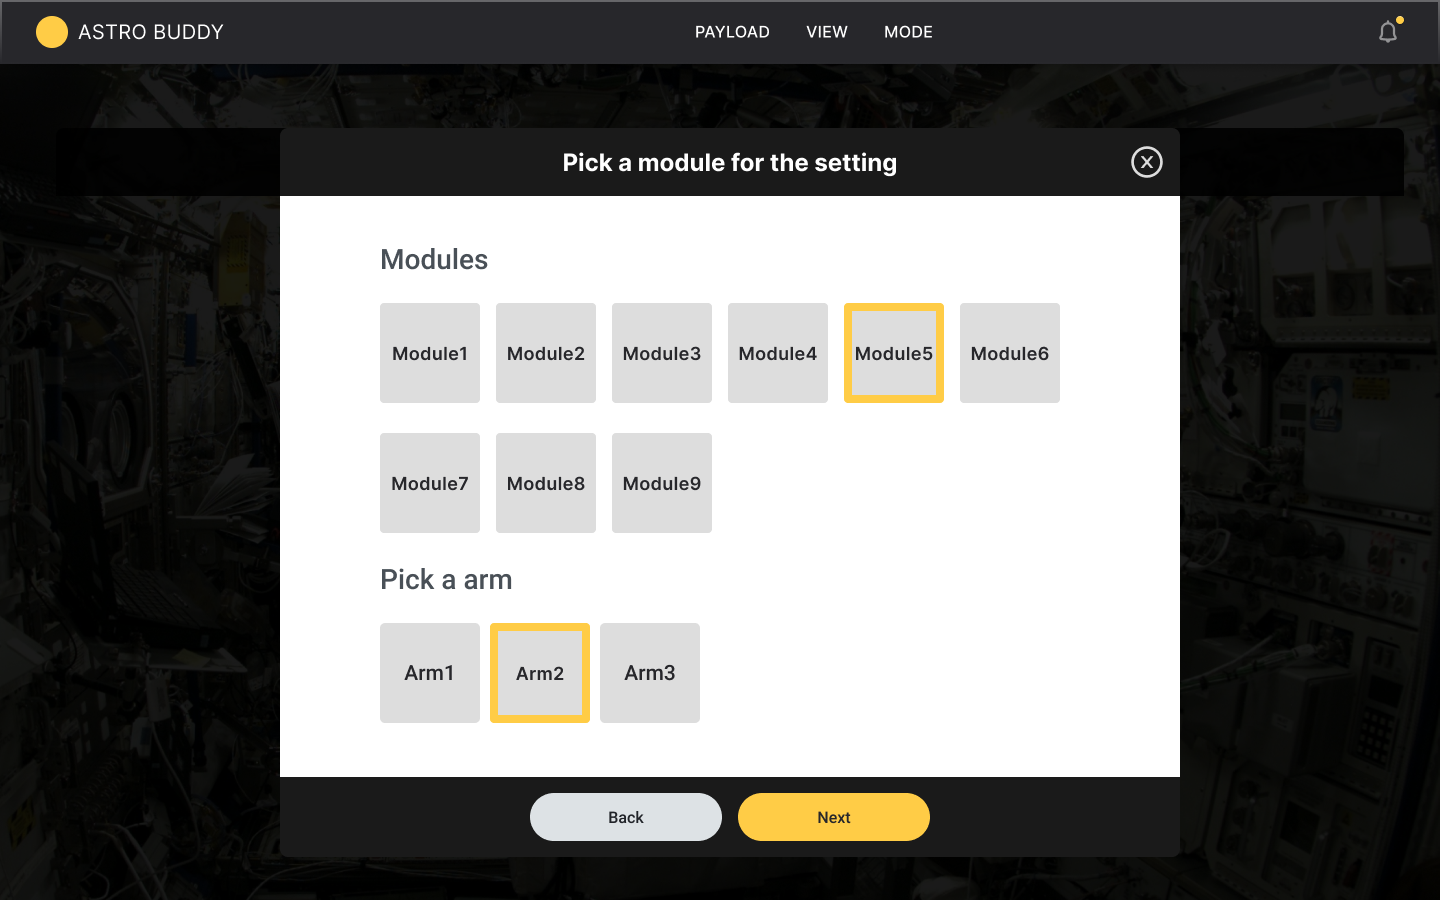 ASTRO BUDDY
PAYLOAD VIEW MODE
Pick a module for the setting
X
Modules
Module1 Module2 Module3 Module4 Module5 Module6
Module7 Module8 Module9
Pick a arm
Arm1 Arm2 Arm3
Back Next